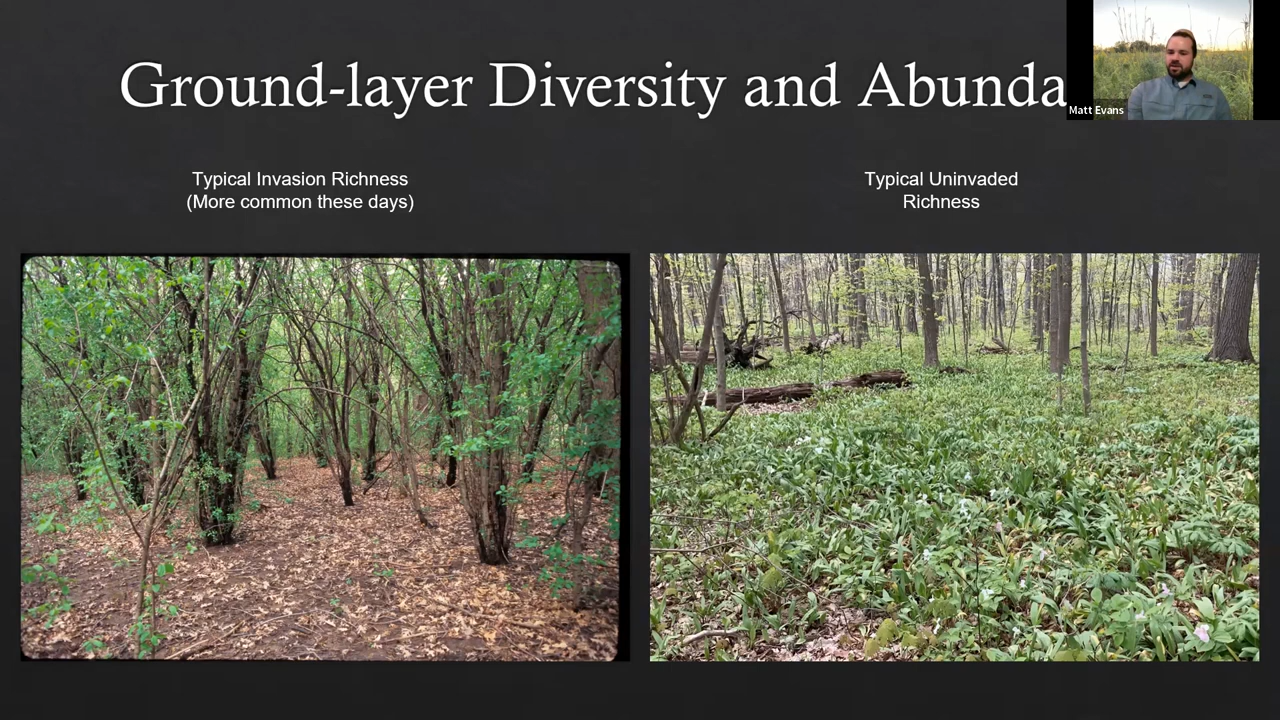 Ground-layer Diversity and Abunda
Matt Evans
Typical Invasion Richness
(More common these days)
Typical Uninvaded
Richness